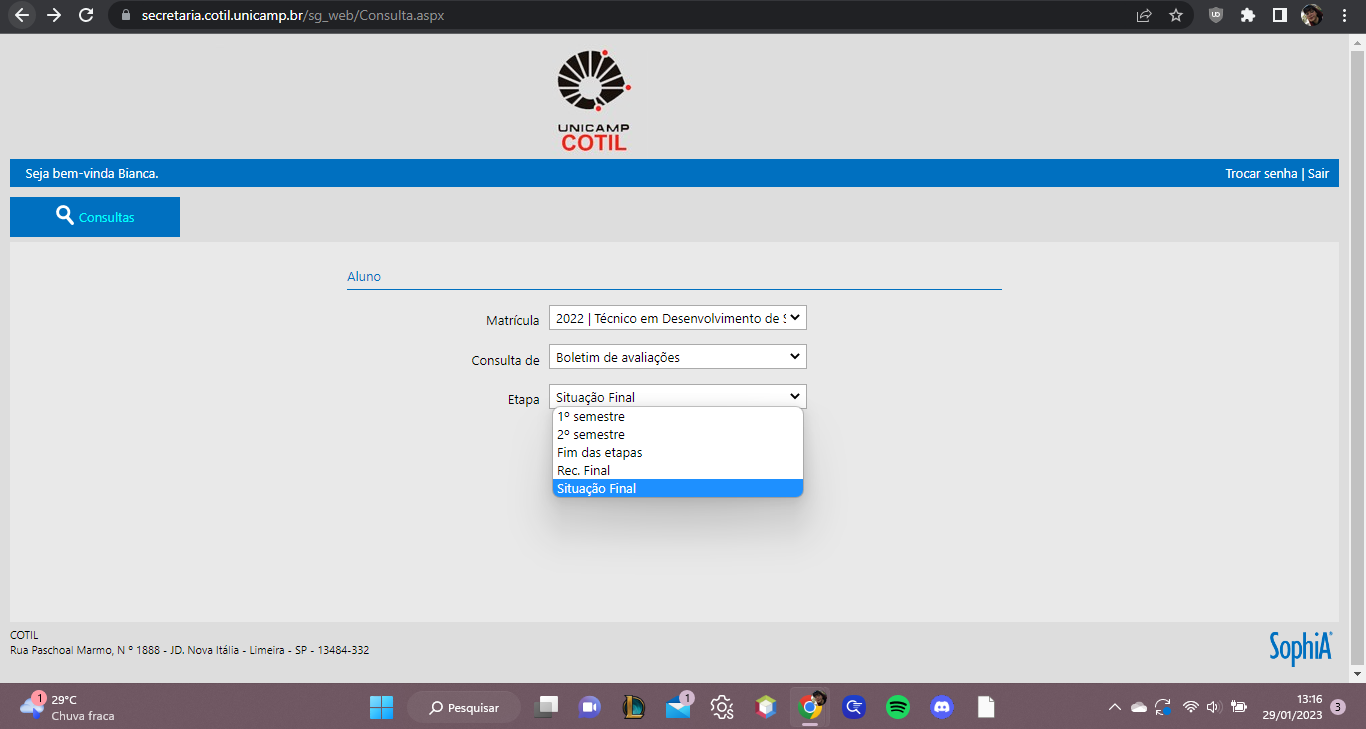 secretaria.cotil.unicamp.br/sg_web/Consulta.aspx
UNICAMP
COTIL
Seja bem-vinda Bianca.
Trocar senha | Sair
Consultas
Aluno
Matrícula
2022 | Técnico em Desenvolvimento de S
Consulta de
Boletim de avaliações
Etapa
Situação Final
1º semestre
2º semestre
Fim das etapas
Rec. Final
Situação Final
COTIL
Rua Paschoal Marmo, N º 1888 - JD. Nova Itália - Limeira - SP - 13484-332
SophiA
1
29°C
Chuva fraca
Pesquisar
1
13:16
29/01/2023
3